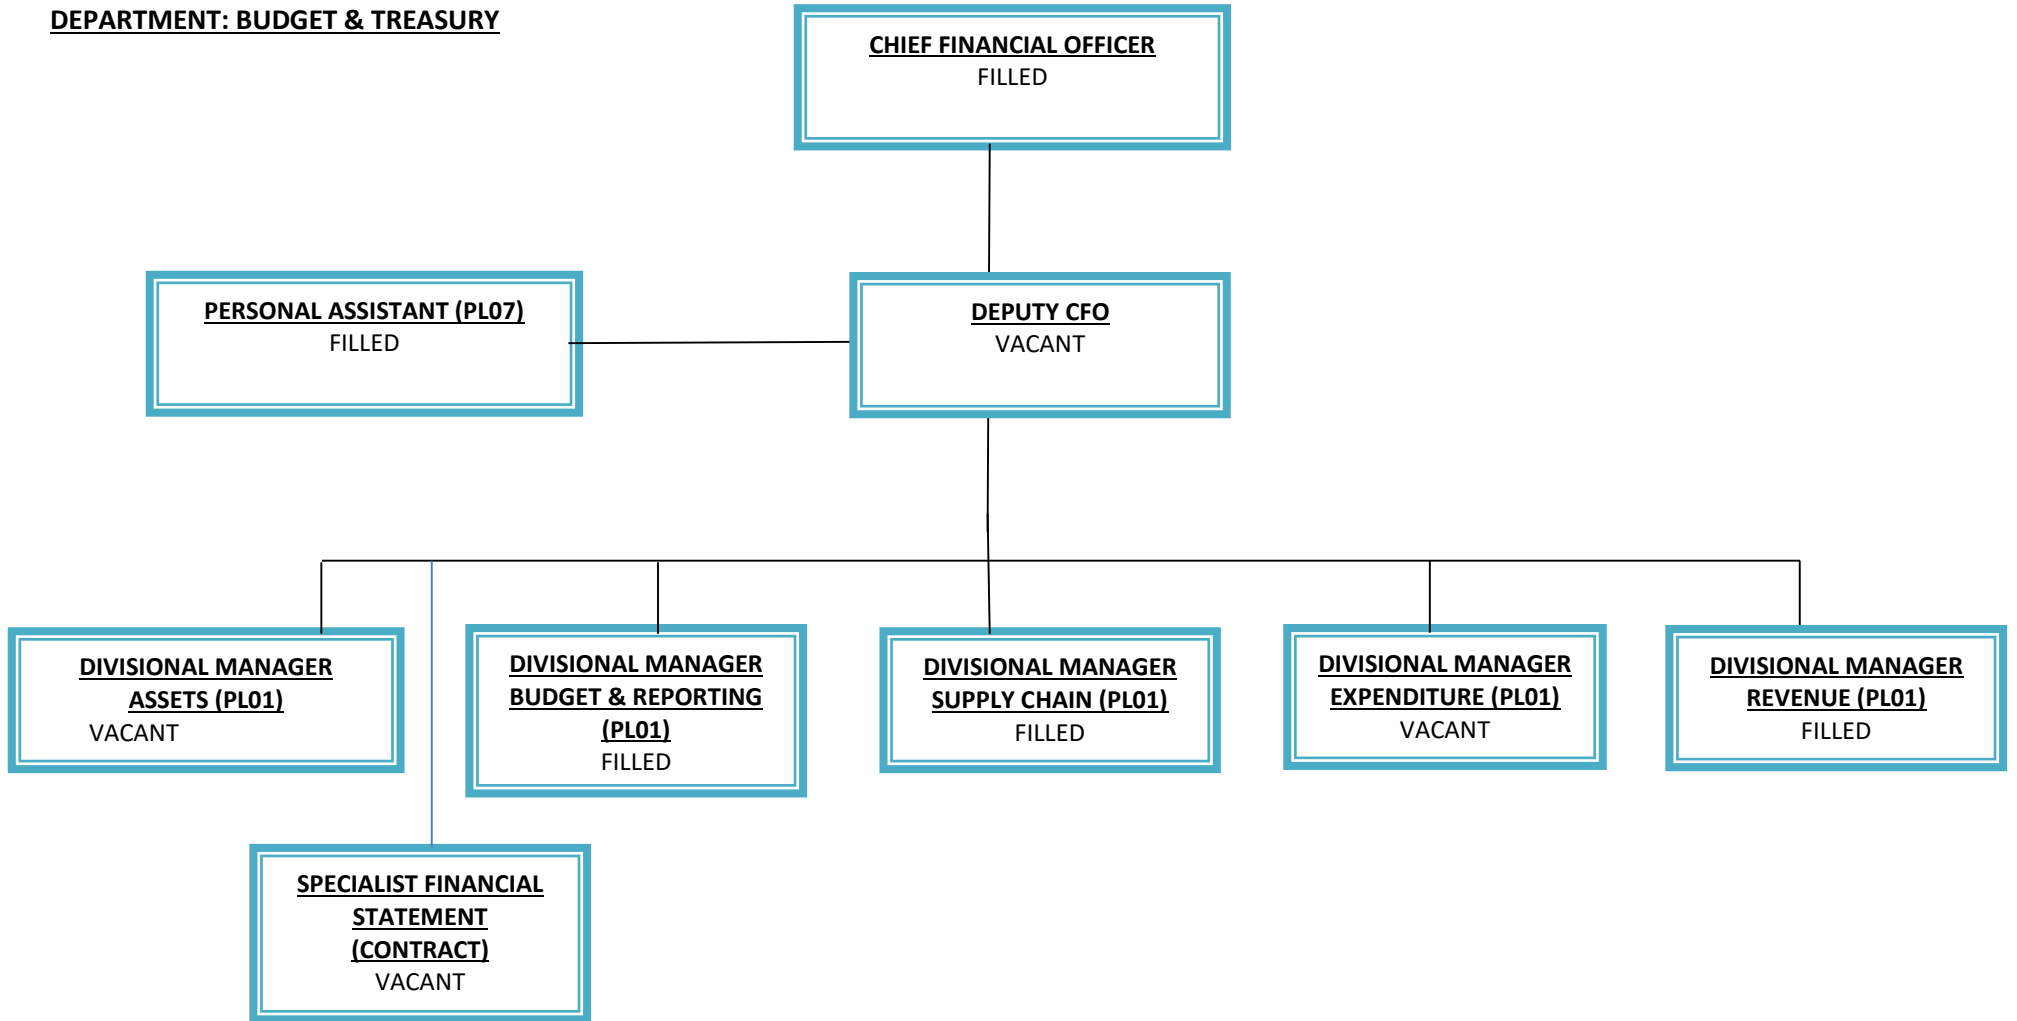 DEPARTMENT: BUDGET & TREASURY
CHIEF FINANCIAL OFFICER
FILLED
PERSONAL ASSISTANT (PL07)
FILLED
DEPUTY CFO
VACANT
DIVISIONAL MANAGER
ASSETS (PL01)
VACANT
DIVISIONAL MANAGER
BUDGET & REPORTING
(PL01)
FILLED
DIVISIONAL MANAGER
SUPPLY CHAIN (PL01)
FILLED
DIVISIONAL MANAGER
EXPENDITURE (PL01)
VACANT
DIVISIONAL MANAGER
REVENUE (PL01)
FILLED
SPECIALIST FINANCIAL
STATEMENT
(CONTRACT)
VACANT